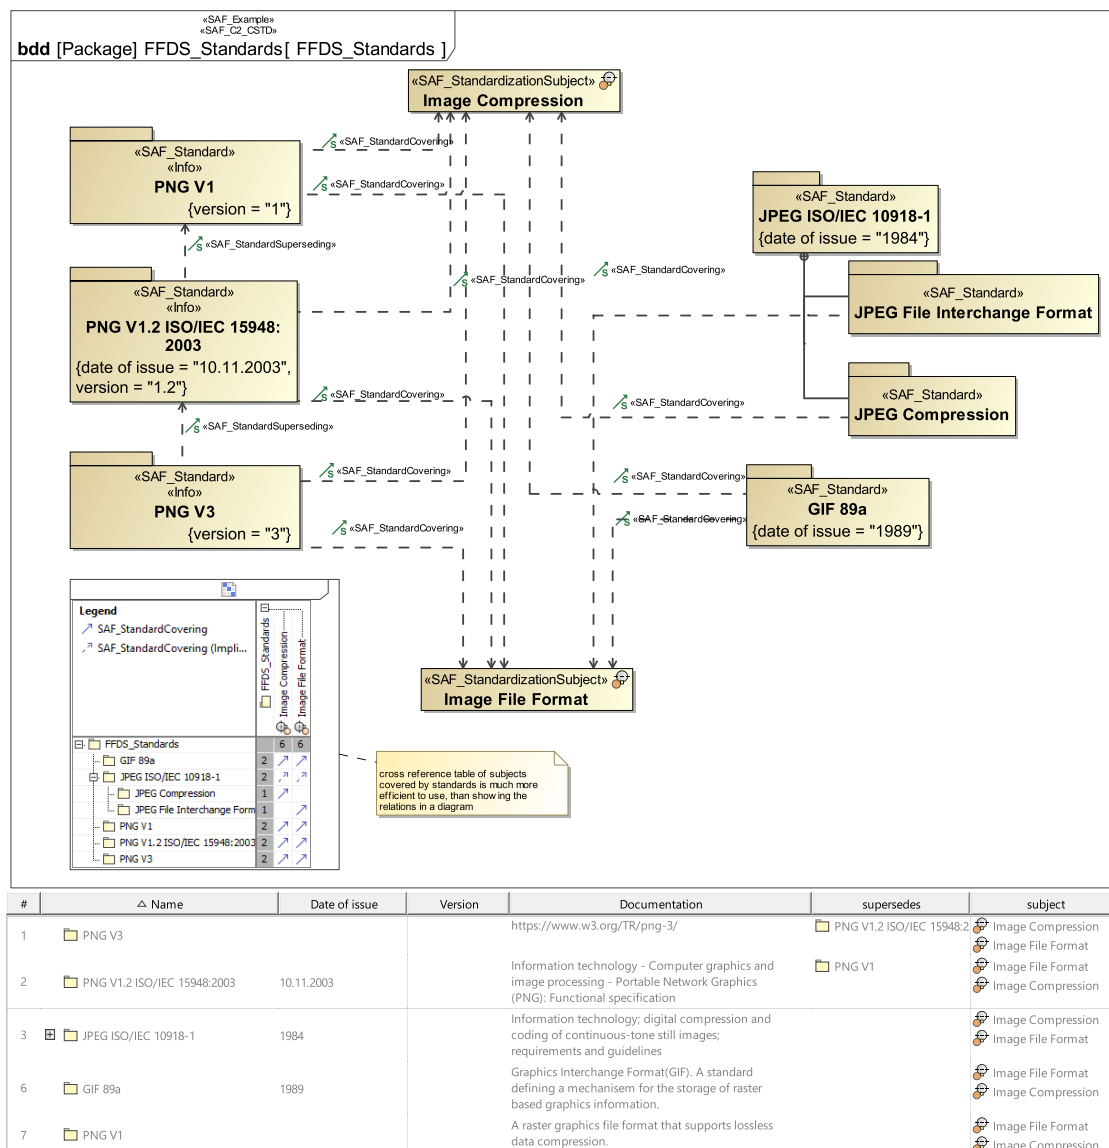 «SAF_Example»
«SAF_C2_CSTD»
bdd [Package] FFDS_Standards[ FFDS_Standards ]
«SAF_StandardizationSubject»
Image Compression
«SAF_StandardCovering»
«SAF_Standard»
«Info»
PNG V1
{version = "1"}
«SAF_StandardCovering»
«SAF_Standard»
JPEG ISO/IEC 10918-1
{date of issue = "1984"}
«SAF_StandardSuperseding»
«SAF_StandardCovering»
«SAF_StandardCovering»
«SAF_Standard»
JPEG File Interchange Format
«SAF_Standard»
«Info»
PNG V1.2 ISO/IEC 15948:
2003
{date of issue = "10.11.2003",
version = "1.2"}
«SAF_StandardCovering»
«SAF_StandardCovering»
«SAF_Standard»
JPEG Compression
«SAF_StandardSuperseding»
«SAF_Standard»
«Info»
PNG V3
{version = "3"}
«SAF_StandardCovering»
«SAF_StandardCovering»
«SAF_Standard»
GIF 89a
{date of issue = "1989"}
«SAF_StandardCovering»
«SAF_StandardCovering»
Legend
SAF_StandardCovering
SAF_StandardCovering (Impli...
FFDS_Standards
Image Compression
Image File Format
FFDS_Standards 6 6
GIF 89a 2
JPEG ISO/IEC 10918-1 2
JPEG Compression 1
JPEG File Interchange Form 1
PNG V1 2
PNG V1.2 ISO/IEC 15948:2003 2
PNG V3 2
«SAF_StandardizationSubject»
Image File Format
cross reference table of subjects
covered by standards is much more
efficient to use, than showing the
relations in a diagram
# Name Date of issue Version Documentation supersedes subject
1 PNG V3 https://www.w3.org/TR/png-3/ PNG V1.2 ISO/IEC 15948:2 Image Compression
Image File Format
2 PNG V1.2 ISO/IEC 15948:2003 10.11.2003 Information technology - Computer graphics and PNG V1 Image File Format
image processing - Portable Network Graphics Image Compression
(PNG): Functional specification
3 JPEG ISO/IEC 10918-1 1984 Information technology; digital compression and Image Compression
coding of continuous-tone still images; Image File Format
requirements and guidelines
6 GIF 89a 1989 Graphics Interchange Format(GIF). A standard Image File Format
defining a mechanisem for the storage of raster Image Compression
based graphics information.
7 PNG V1 A raster graphics file format that supports lossless Image File Format
data compression. Image Compression